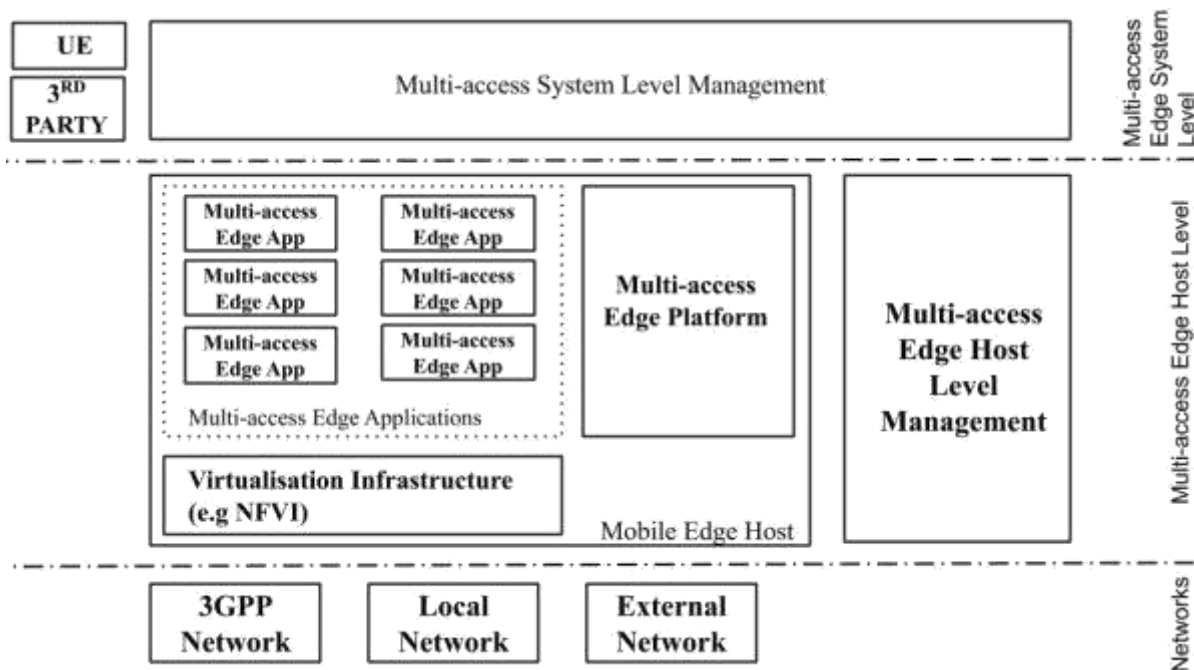 UE
3RD
PARTY
Multi-access System Level Management
Multi-access
Edge System
Level
Multi-access
Edge App
Multi-access
Edge App
Multi-access
Edge App
Multi-access
Edge App
Multi-access
Edge App
Multi-access
Edge App
Multi-access Edge Applications
Multi-access
Edge Platform
Virtualisation Infrastructure
(e.g NFVI)
Mobile Edge Host
Multi-access
Edge Host
Level
Management
Multi-access Edge Host Level
3GPP
Network
Local
Network
External
Network
Networks